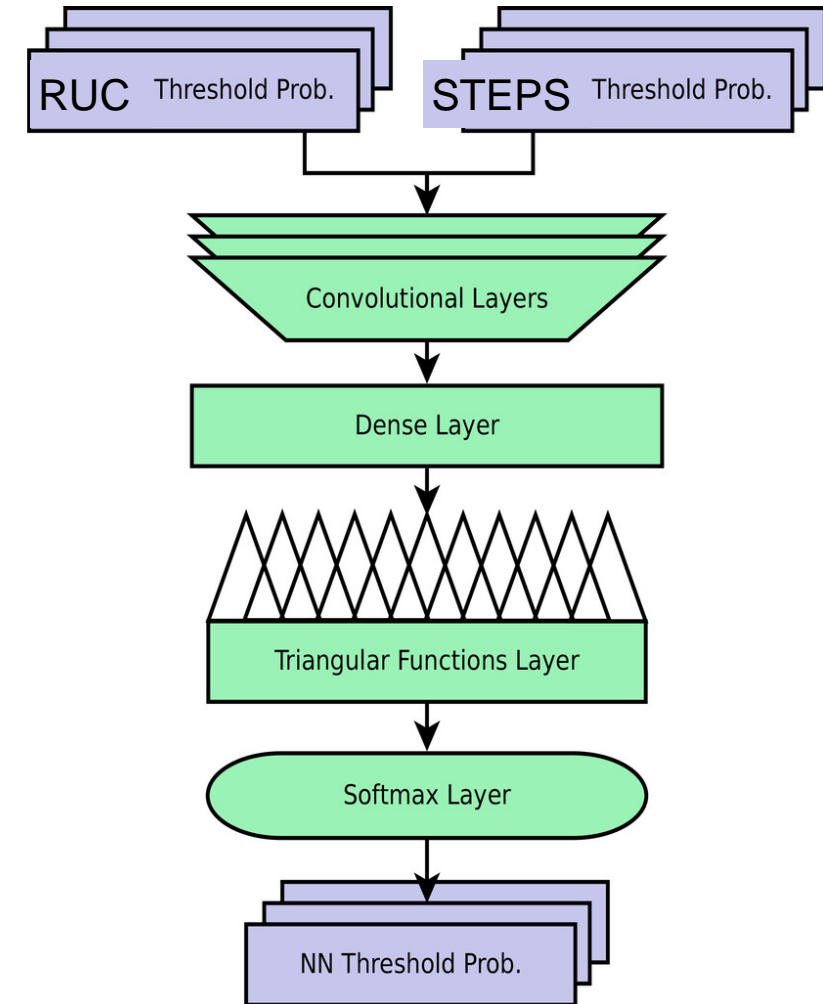 RUC Threshold Prob.
STEPS Threshold Prob.
Convolutional Layers
Dense Layer
Triangular Functions Layer
Softmax Layer
NN Threshold Prob.